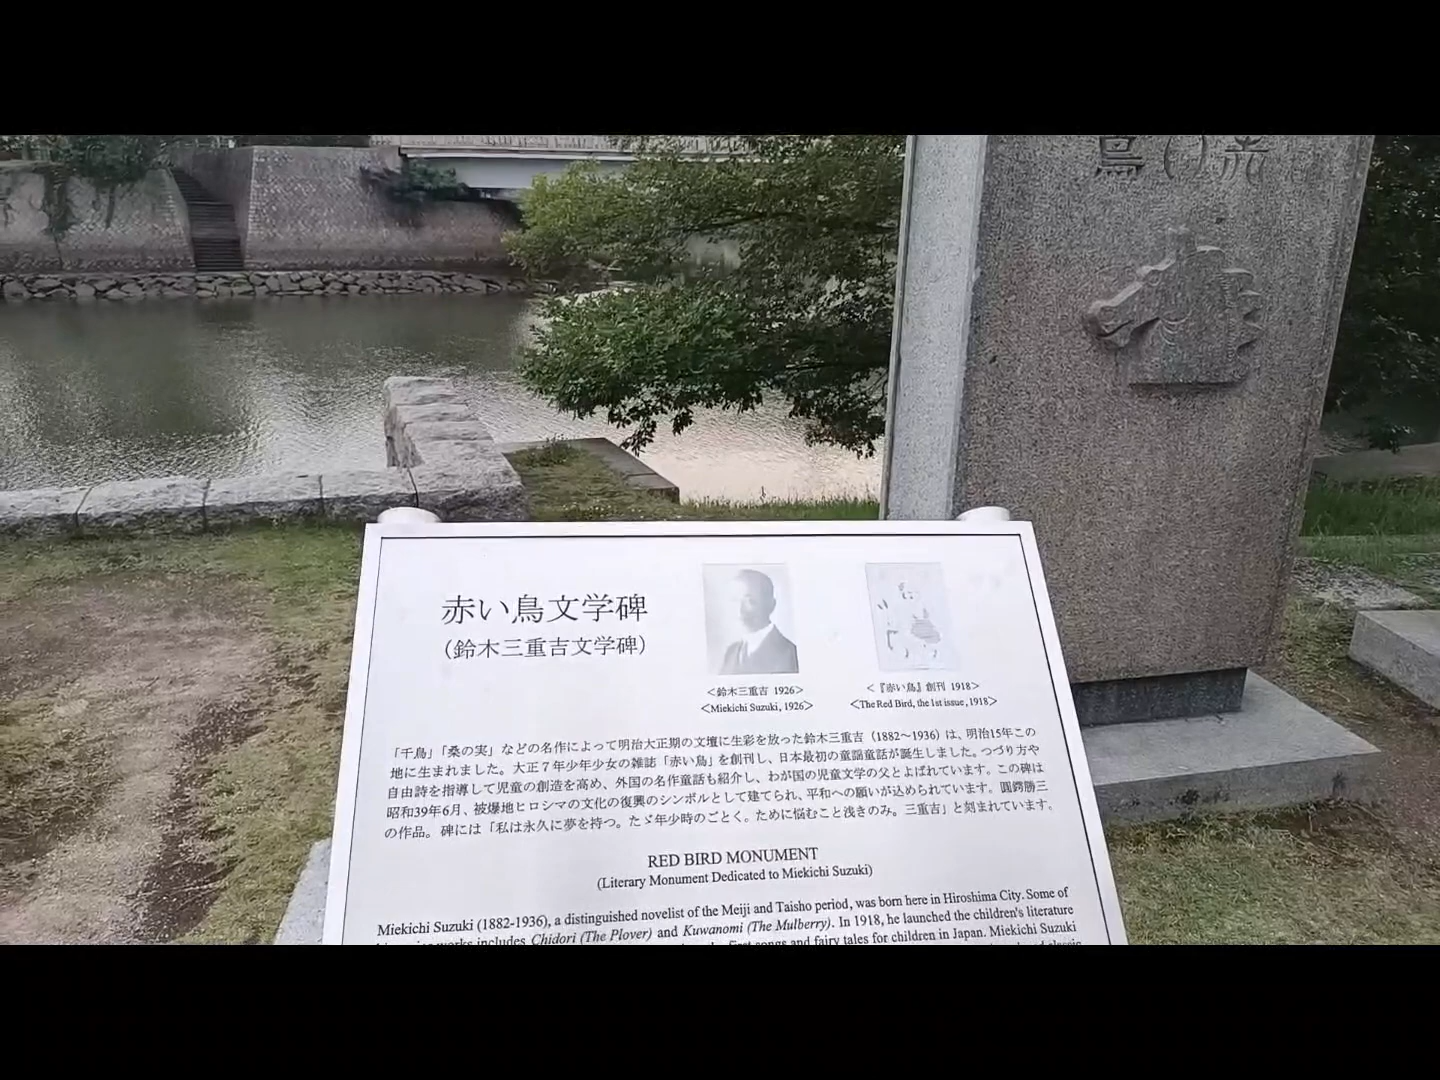 鳥い赤
赤い鳥文学碑
(鈴木三重吉文学碑)
<鈴木三重吉 1926>
<Miekichi Suzuki, 1926>
<『赤い鳥』創刊 1918>
<The Red Bird, the 1st issue, 1918>
「千鳥」「桑の実」などの名作によって明治大正期の文壇に生彩を放った鈴木三重吉（1882〜1936）は、明治15年この
地に生まれました。大正７年少年少女の雑誌「赤い鳥」を創刊し、日本最初の童謡童話が誕生しました。つづり方や
自由詩を指導して児童の創造を高め、外国の名作童話も紹介し、わが国の児童文学の父とよばれています。この碑は
昭和39年6月、被爆地ヒロシマの文化の復興のシンボルとして建てられ、平和への願いが込められています。圓鍔勝三
の作品。碑には「私は永久に夢を持つ。たゞ年少時のごとく。ために悩むこと浅きのみ。三重吉」と刻まれています。
RED BIRD MONUMENT
(Literary Monument Dedicated to Miekichi Suzuki)
Miekichi Suzuki (1882-1936), a distinguished novelist of the Meiji and Taisho period, was born here in Hiroshima City. Some of
works includes Chidori (The Plover) and Kuwanomi (The Mulberry). In 1918, he launched the children's literature
first songs and fairy tales for children in Japan. Miekichi Suzuki
classic